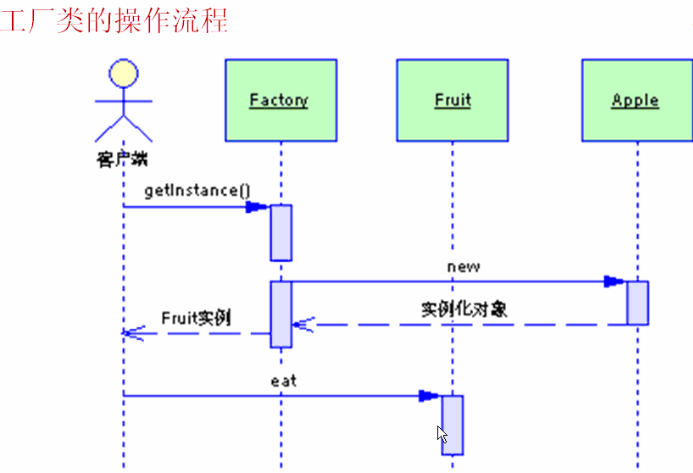 工厂类的操作流程
Factory
Fruit
Apple
客户端
getInstance()
new
实例化对象
Fruit实例
eat